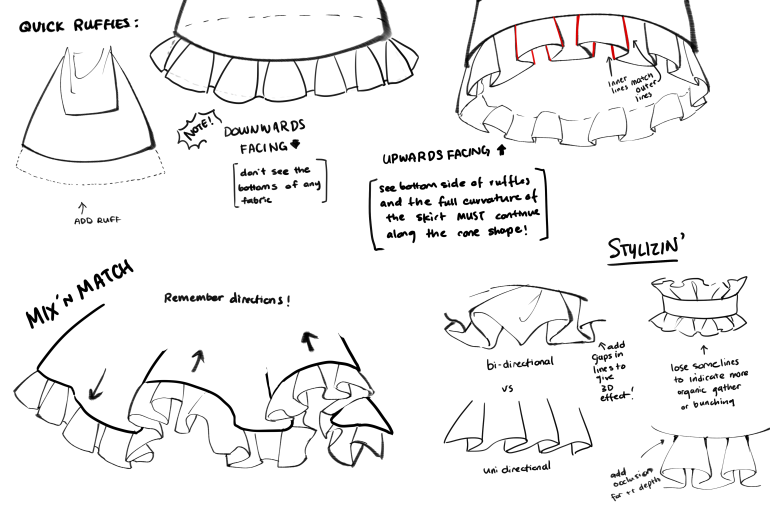 QUICK RUFFIES:
ADD RUFF
NOTE!
DOWNWARDS
FACING
don't see the
bottoms of any
fabric
Inner
lines match
outer
lines
UPWARDS FACING
see bottom side of ruffles
and the full curvature of
the skirt MUST continue
along the cone shape!
MIX'N MATCH
Remember directions!
STYLIZIN'
bi-directional
vs
uni directional
add
gaps in
lines to
give
3D
effect!
lose some lines
to indicate more
organic gather
or bunching
add
occlusion
for ++ depth